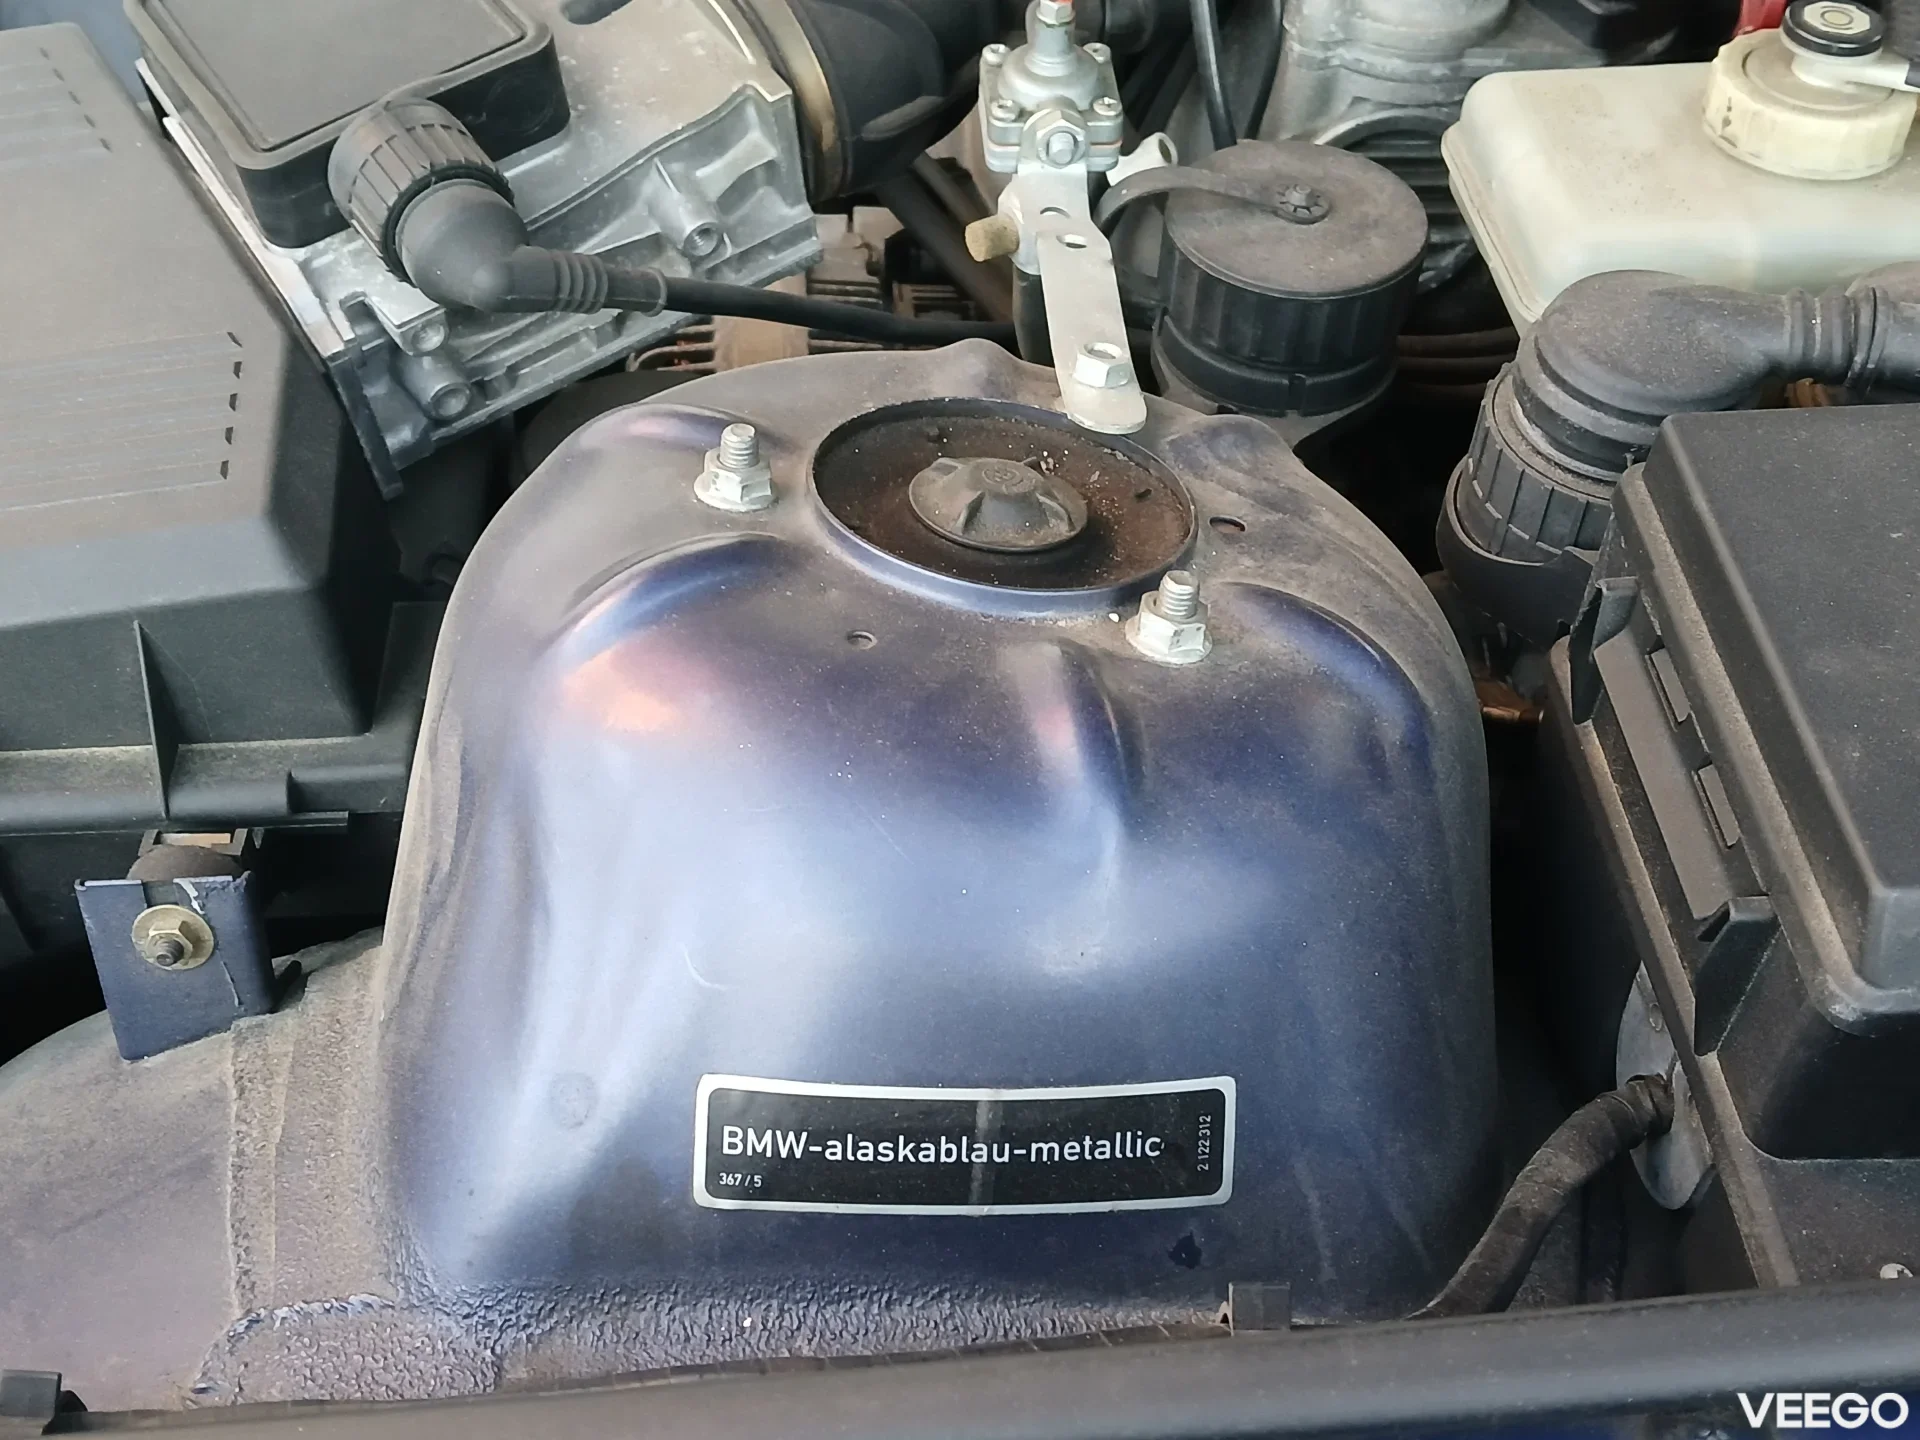 BMW-alaskablau-metallic
367 / 5
2 122 312
VEEGO